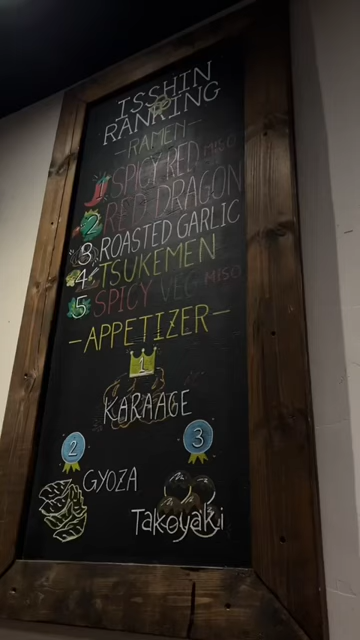 ISSHIN
RANKING
-RAMEN-
SPICY RED MISO
2 RED DRAGON
3 ROASTED GARLIC
4 TSUKEMEN
5 SPICY VEG MISO
-APPETIZER-
1
KARAAGE
2
3
GYOZA
Takoyaki